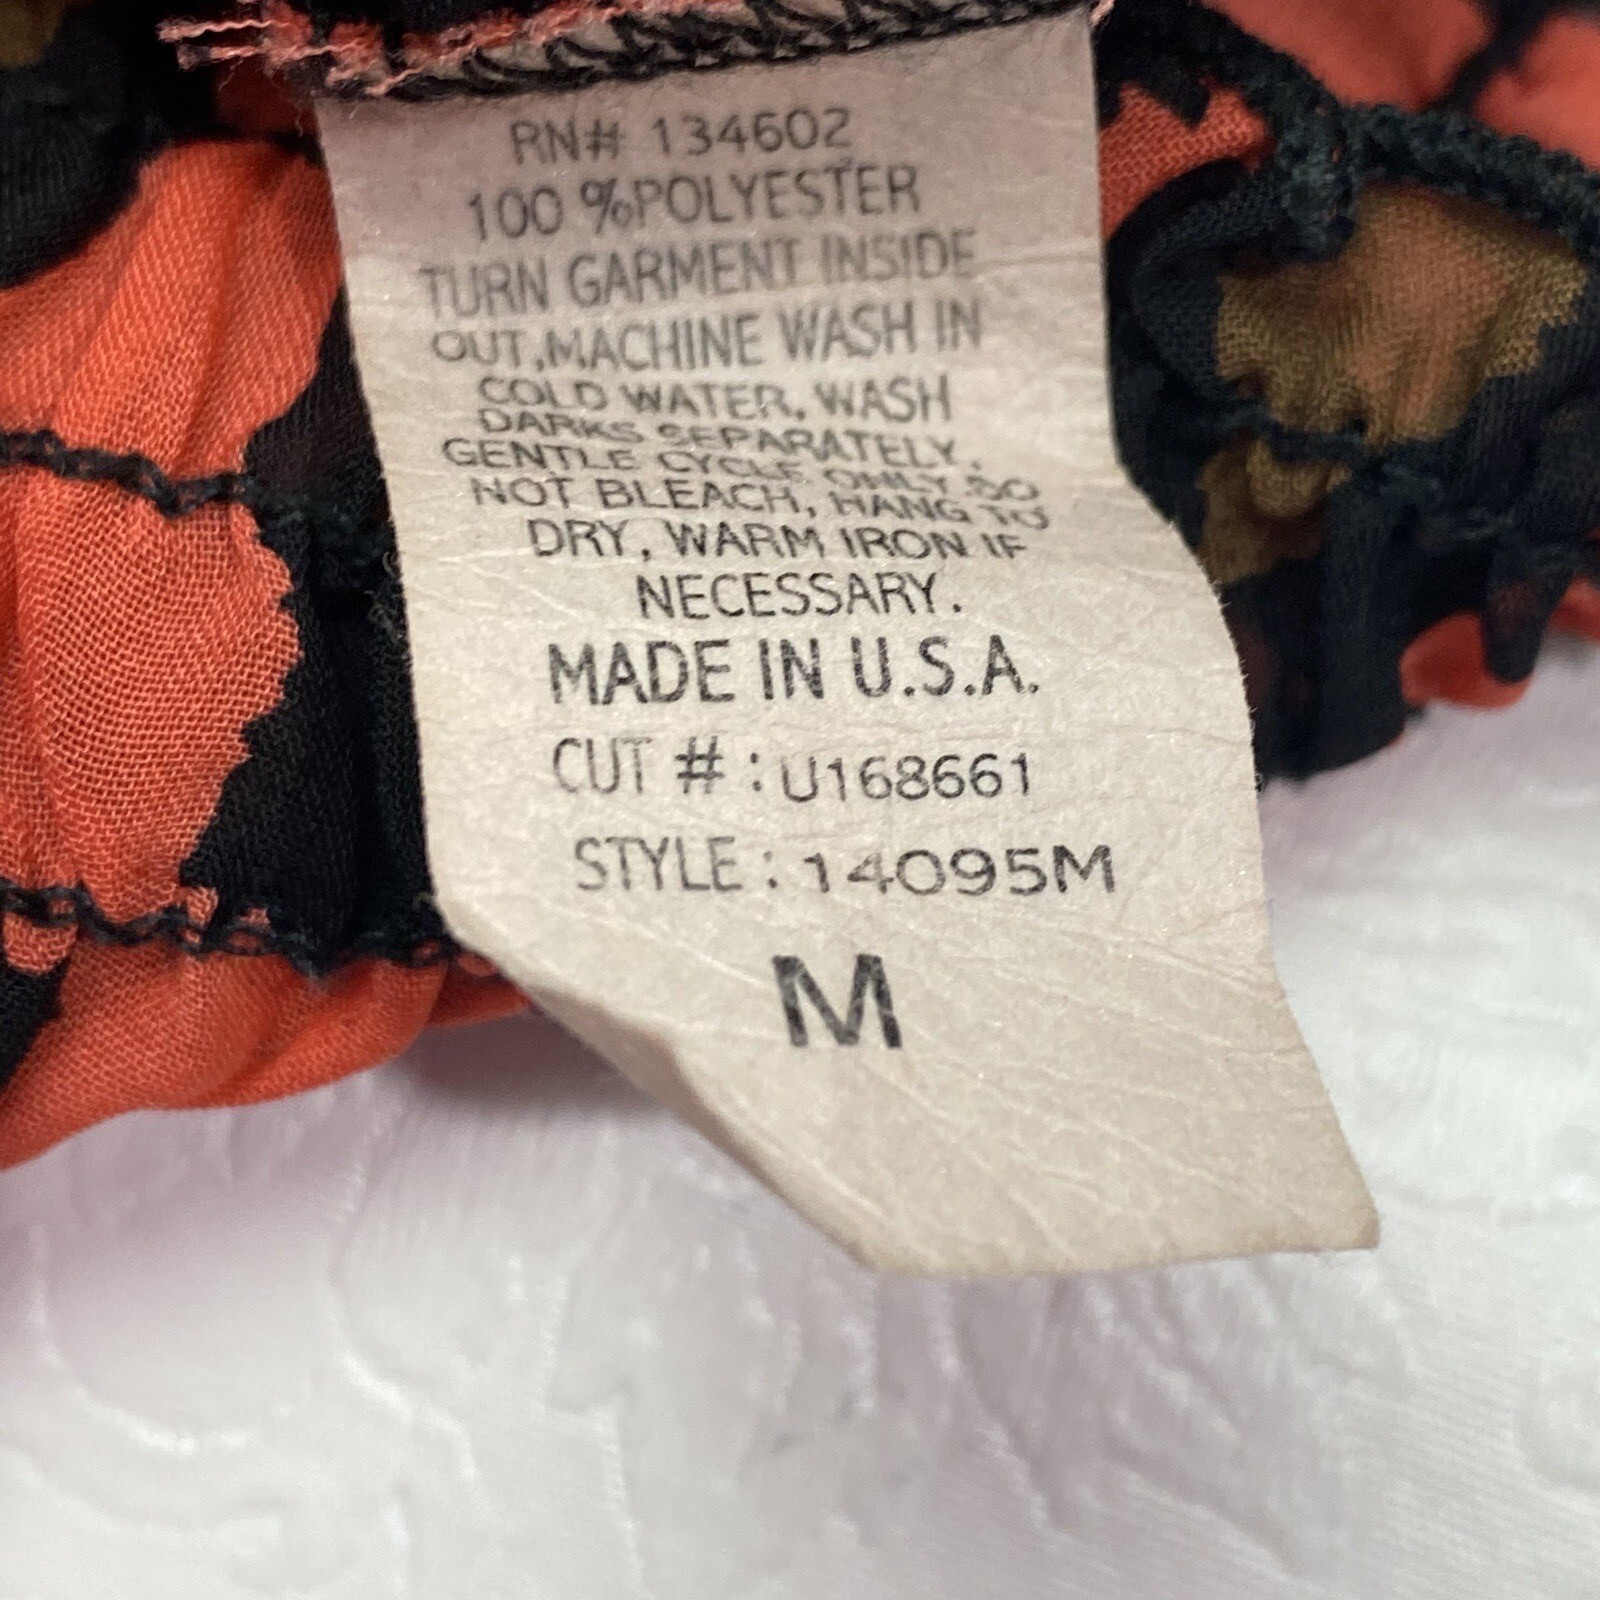 RN# 134602
100 %POLYESTER
TURN GARMENT INSIDE
OUT,MACHINE WASH IN
COLD WATER, WASH
DARKS SEPARATELY,
GENTLE CYCLE ONLY.DO
NOT BLEACH, HANG TO
DRY, WARM IRON IF
NECESSARY.
MADE IN U.S.A.
CUT # : U168661
STYLE : 14095M
M